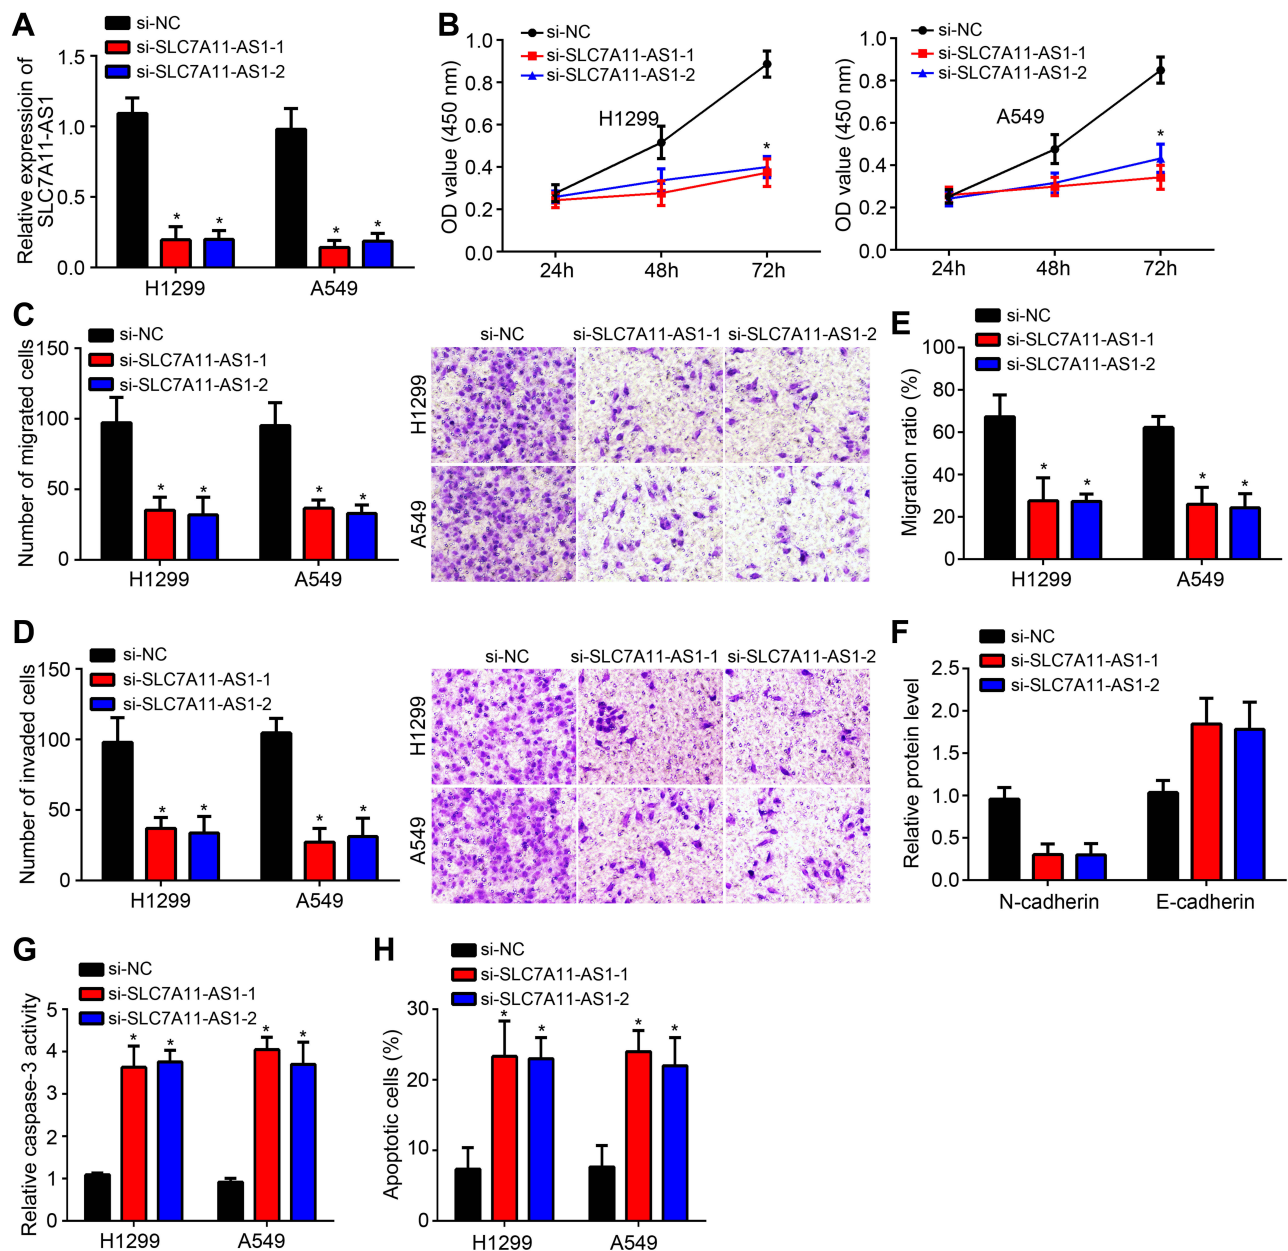 A
si-NC
si-SLC7A11-AS1-1
si-SLC7A11-AS1-2
Relative expressioin of
SLC7A11-AS1
1.5
1.0
0.5
0.0
*
*
*
*
H1299
A549
B
si-NC
si-SLC7A11-AS1-1
si-SLC7A11-AS1-2
OD value (450 nm)
1.0
0.8
0.6
0.4
0.2
0.0
H1299
*
24h
48h
72h
si-NC
si-SLC7A11-AS1-1
si-SLC7A11-AS1-2
OD value (450 nm)
1.0
0.8
0.6
0.4
0.2
0.0
A549
*
24h
48h
72h
C
si-NC
si-SLC7A11-AS1-1
si-SLC7A11-AS1-2
Number of migrated cells
150
100
50
0
*
*
*
*
H1299
A549
si-NC
si-SLC7A11-AS1-1
si-SLC7A11-AS1-2
H1299
A549
E
si-NC
si-SLC7A11-AS1-1
si-SLC7A11-AS1-2
Migration ratio (%)
100
80
60
40
20
0
*
*
*
*
H1299
A549
D
si-NC
si-SLC7A11-AS1-1
si-SLC7A11-AS1-2
Number of invaded cells
150
100
50
0
*
*
*
*
H1299
A549
si-NC
si-SLC7A11-AS1-1
si-SLC7A11-AS1-2
H1299
A549
F
si-NC
si-SLC7A11-AS1-1
si-SLC7A11-AS1-2
Relative protein level
2.5
2.0
1.5
1.0
0.5
0.0
N-cadherin
E-cadherin
G
si-NC
si-SLC7A11-AS1-1
si-SLC7A11-AS1-2
Relative caspase-3 activity
5
4
3
2
1
0
*
*
*
*
H1299
A549
H
si-NC
si-SLC7A11-AS1-1
si-SLC7A11-AS1-2
Apoptotic cells (%)
30
20
10
0
*
*
*
*
H1299
A549